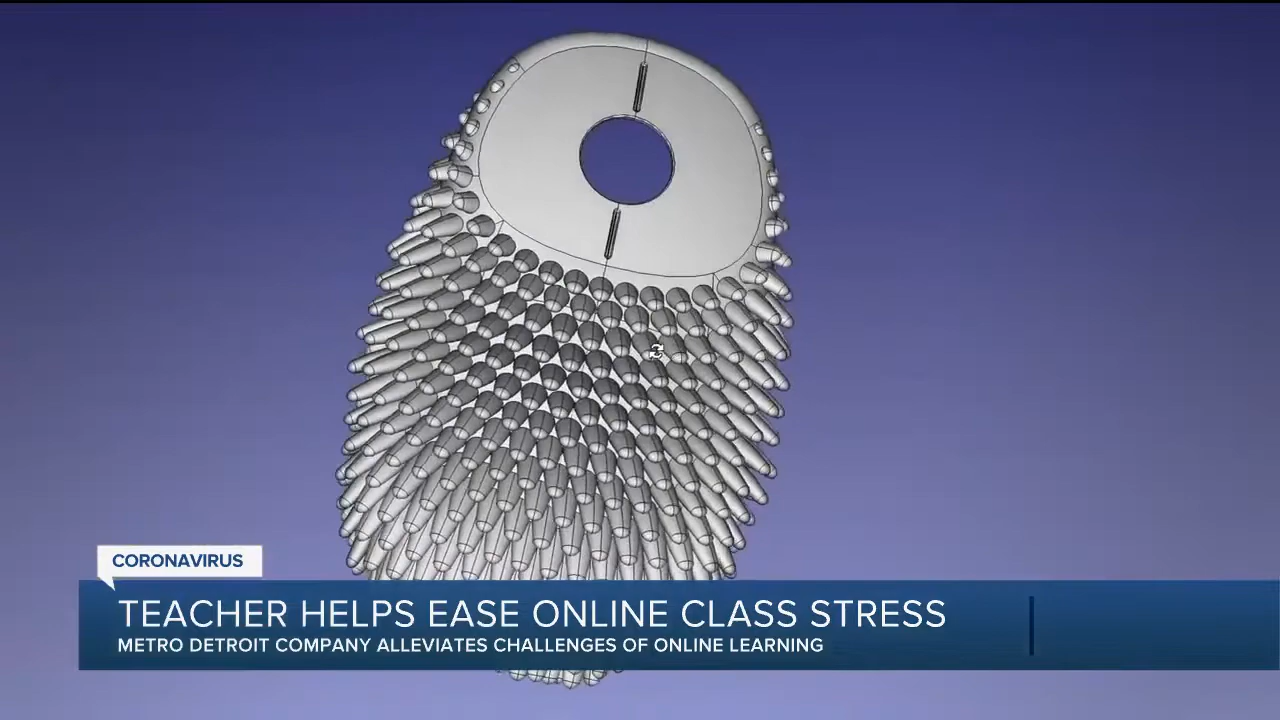 CORONAVIRUS
TEACHER HELPS EASE ONLINE CLASS STRESS
METRO DETROIT COMPANY ALLEVIATES CHALLENGES OF ONLINE LEARNING